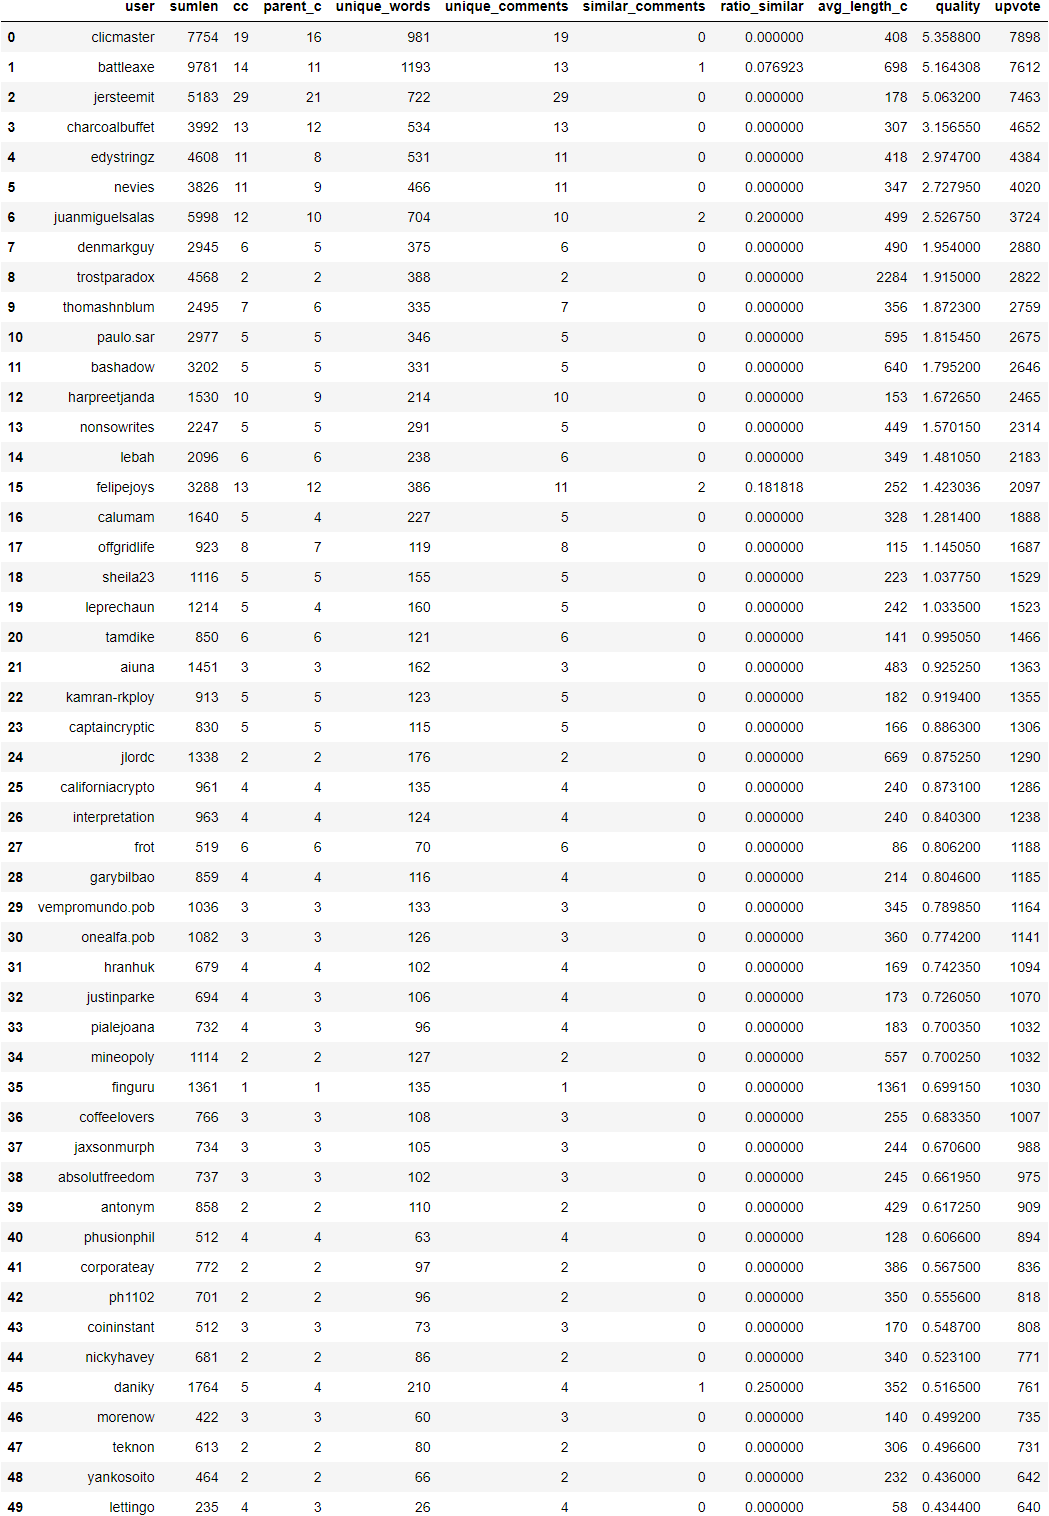 user sumlen cc parent_c unique_words unique_comments similar_comments ratio_similar avg_length_c quality upvote
0 clicmaster 7754 19 16 981 19 0 0.000000 408 5.358800 7898
1 battleaxe 9781 14 11 1193 13 1 0.076923 698 5.164308 7612
2 jersteemit 5183 29 21 722 29 0 0.000000 178 5.063200 7463
3 charcoalbuffet 3992 13 12 534 13 0 0.000000 307 3.156550 4652
4 edystringz 4608 11 8 531 11 0 0.000000 418 2.974700 4384
5 nevies 3826 11 9 466 11 0 0.000000 347 2.727950 4020
6 juanmiguelsalas 5998 12 10 704 10 2 0.200000 499 2.526750 3724
7 denmarkguy 2945 6 5 375 6 0 0.000000 490 1.954000 2880
8 trostparadox 4568 2 2 388 2 0 0.000000 2284 1.915000 2822
9 thomashnblum 2495 7 6 335 7 0 0.000000 356 1.872300 2759
10 paulo.sar 2977 5 5 346 5 0 0.000000 595 1.815450 2675
11 bashadow 3202 5 5 331 5 0 0.000000 640 1.795200 2646
12 harpreetjanda 1530 10 9 214 10 0 0.000000 153 1.672650 2465
13 nonsowrites 2247 5 5 291 5 0 0.000000 449 1.570150 2314
14 lebah 2096 6 6 238 6 0 0.000000 349 1.481050 2183
15 felipejoys 3288 13 12 386 11 2 0.181818 252 1.423036 2097
16 calumam 1640 5 4 227 5 0 0.000000 328 1.281400 1888
17 offgridlife 923 8 7 119 8 0 0.000000 115 1.145050 1687
18 sheila23 1116 5 5 155 5 0 0.000000 223 1.037750 1529
19 leprechaun 1214 5 4 160 5 0 0.000000 242 1.033500 1523
20 tamdike 850 6 6 121 6 0 0.000000 141 0.995050 1466
21 aiuna 1451 3 3 162 3 0 0.000000 483 0.925250 1363
22 kamran-rkploy 913 5 5 123 5 0 0.000000 182 0.919400 1355
23 captaincryptic 830 5 5 115 5 0 0.000000 166 0.886300 1306
24 jlordc 1338 2 2 176 2 0 0.000000 669 0.875250 1290
25 californiacrypto 961 4 4 135 4 0 0.000000 240 0.873100 1286
26 interpretation 963 4 4 124 4 0 0.000000 240 0.840300 1238
27 frot 519 6 6 70 6 0 0.000000 86 0.806200 1188
28 garybilbao 859 4 4 116 4 0 0.000000 214 0.804600 1185
29 vempromundo.pob 1036 3 3 133 3 0 0.000000 345 0.789850 1164
30 onealfa.pob 1082 3 3 126 3 0 0.000000 360 0.774200 1141
31 hranhuk 679 4 4 102 4 0 0.000000 169 0.742350 1094
32 justinparke 694 4 3 106 4 0 0.000000 173 0.726050 1070
33 pialejoana 732 4 3 96 4 0 0.000000 183 0.700350 1032
34 mineopoly 1114 2 2 127 2 0 0.000000 557 0.700250 1032
35 finguru 1361 1 1 135 1 0 0.000000 1361 0.699150 1030
36 coffeelovers 766 3 3 108 3 0 0.000000 255 0.683350 1007
37 jaxsonmurph 734 3 3 105 3 0 0.000000 244 0.670600 988
38 absolutfreedom 737 3 3 102 3 0 0.000000 245 0.661950 975
39 antonym 858 2 2 110 2 0 0.000000 429 0.617250 909
40 phusionphil 512 4 4 63 4 0 0.000000 128 0.606600 894
41 corporateay 772 2 2 97 2 0 0.000000 386 0.567500 836
42 ph1102 701 2 2 96 2 0 0.000000 350 0.555600 818
43 coininstant 512 3 3 73 3 0 0.000000 170 0.548700 808
44 nickyhavey 681 2 2 86 2 0 0.000000 340 0.523100 771
45 daniky 1764 5 4 210 4 1 0.250000 352 0.516500 761
46 morenow 422 3 3 60 3 0 0.000000 140 0.499200 735
47 teknon 613 2 2 80 2 0 0.000000 306 0.496600 731
48 yankosoito 464 2 2 66 2 0 0.000000 232 0.436000 642
49 lettingo 235 4 3 26 4 0 0.000000 58 0.434400 640